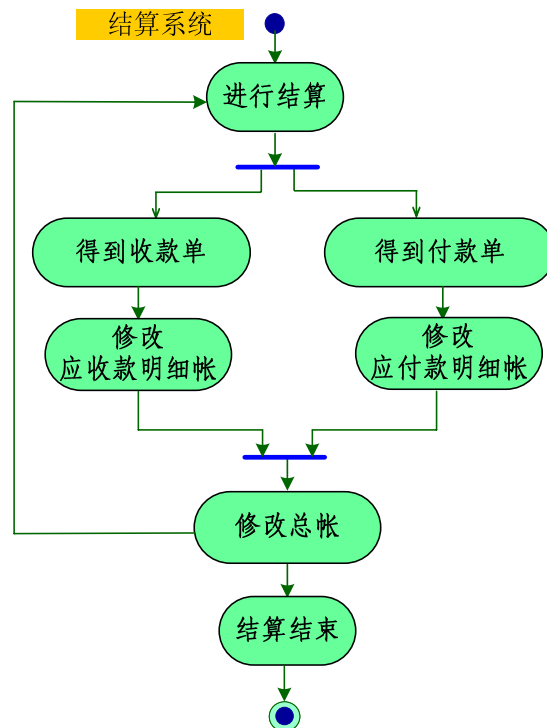 结算系统
进行结算
得到收款单
得到付款单
修改
应收款明细帐
修改
应付款明细帐
修改总帐
结算结束